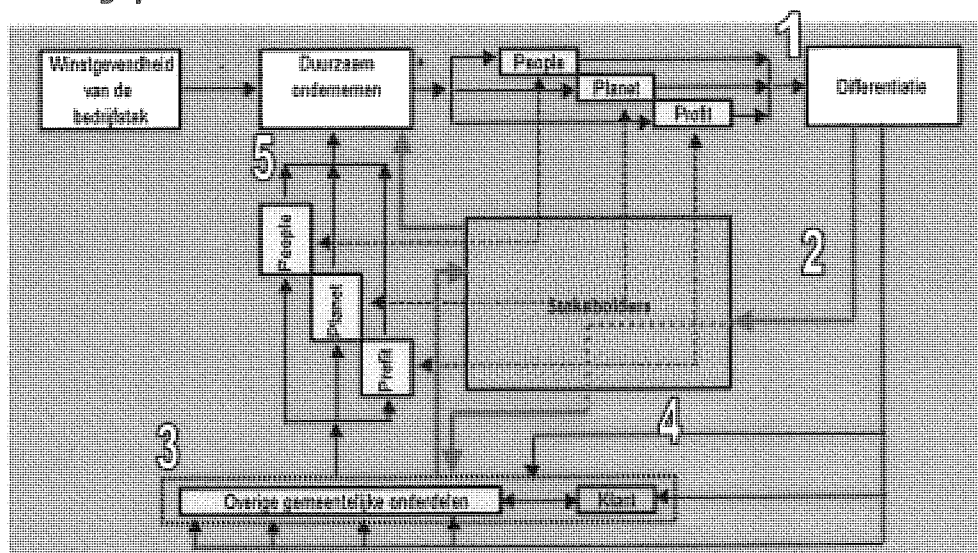 1
Winstgevendheid
van de
bedrijfstak
Duurzaam
ondernemen
People
Planet
Profit
Differentiatie
5
People
Planet
Profit
2
Stakeholders
4
3
Overige gemeentelijke onderdelen
Klant